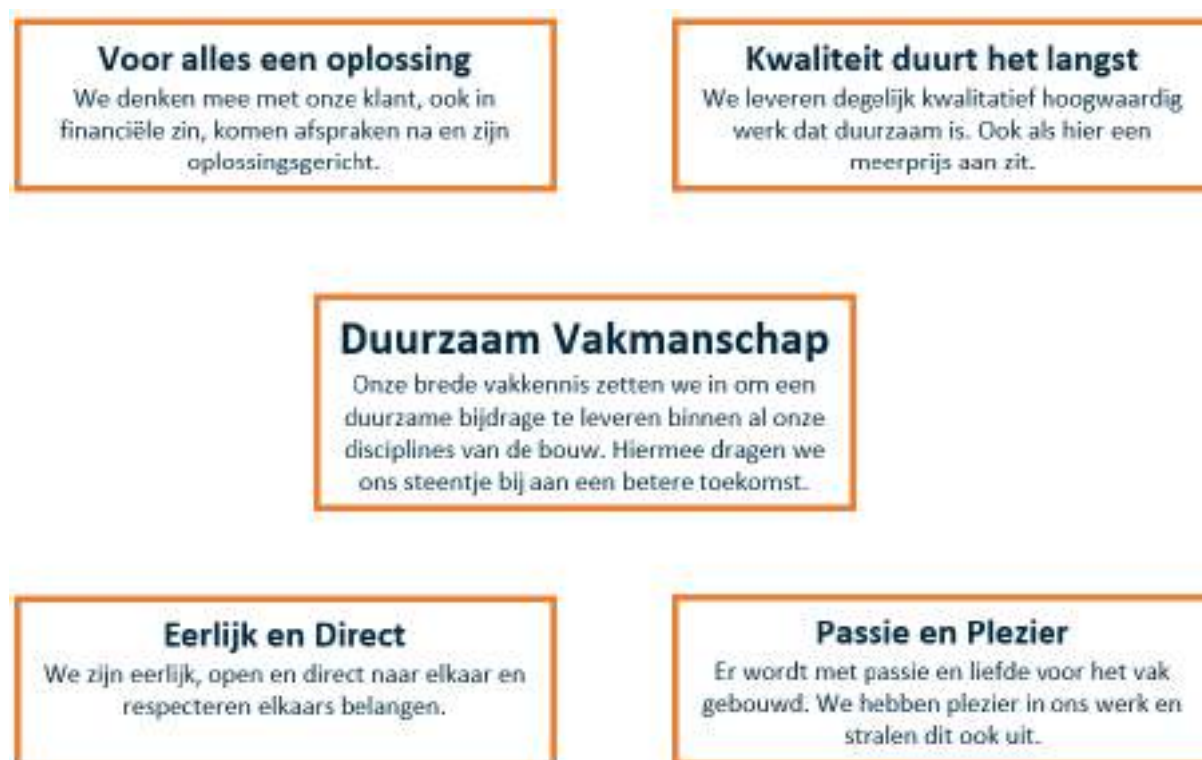 Voor alles een oplossing
We denken mee met onze klant, ook in
financiële zin, komen afspraken na en zijn
oplossingsgericht.
Kwaliteit duurt het langst
We leveren degelijk kwalitatief hoogwaardig
werk dat duurzaam is. Ook als hier een
meerprijs aan zit.
Duurzaam Vakmanschap
Onze brede vakkennis zetten we in om een
duurzame bijdrage te leveren binnen al onze
disciplines van de bouw. Hiermee dragen we
ons steentje bij aan een betere toekomst.
Eerlijk en Direct
We zijn eerlijk, open en direct naar elkaar en
respecteren elkaars belangen.
Passie en Plezier
Er wordt met passie en liefde voor het vak
gebouwd. We hebben plezier in ons werk en
stralen dit ook uit.